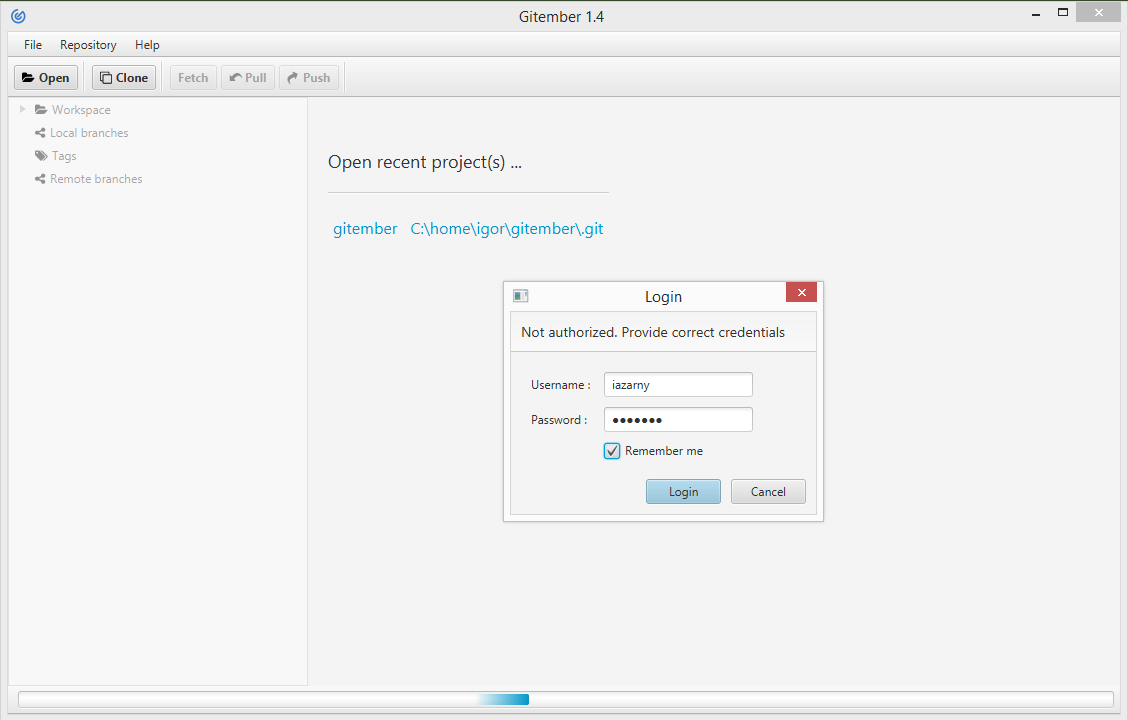 Gitember 1.4
File Repository Help
Open Clone Fetch Pull Push
Workspace
Local branches
Tags
Remote branches
Open recent project(s) ...
gitember C:\home\igor\gitember\.git
Login
Not authorized. Provide correct credentials
Username : iazarny
Password : •••••••
Remember me
Login Cancel